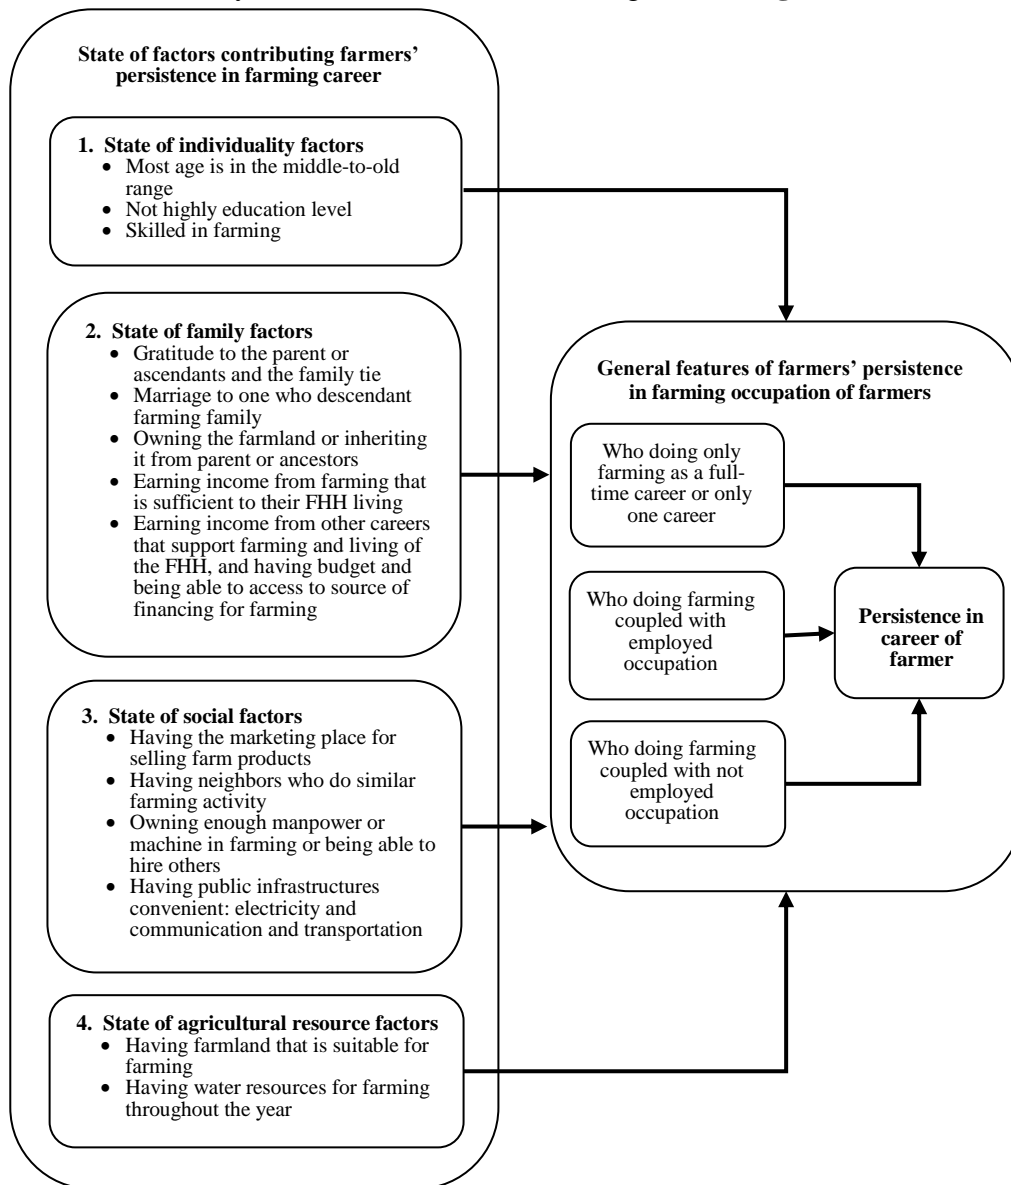 State of factors contributing farmers’
persistence in farming career
1. State of individuality factors
• Most age is in the middle-to-old
range
• Not highly education level
• Skilled in farming
2. State of family factors
• Gratitude to the parent or
ascendants and the family tie
• Marriage to one who descendant
farming family
• Owning the farmland or inheriting
it from parent or ancestors
• Earning income from farming that
is sufficient to their FHH living
• Earning income from other careers
that support farming and living of
the FHH, and having budget and
being able to access to source of
financing for farming
3. State of social factors
• Having the marketing place for
selling farm products
• Having neighbors who do similar
farming activity
• Owning enough manpower or
machine in farming or being able to
hire others
• Having public infrastructures
convenient: electricity and
communication and transportation
4. State of agricultural resource factors
• Having farmland that is suitable for
farming
• Having water resources for farming
throughout the year
General features of farmers’ persistence
in farming occupation of farmers
Who doing only
farming as a full-
time career or only
one career
Who doing farming
coupled with
employed
occupation
Who doing farming
coupled with not
employed
occupation
Persistence in
career of
farmer